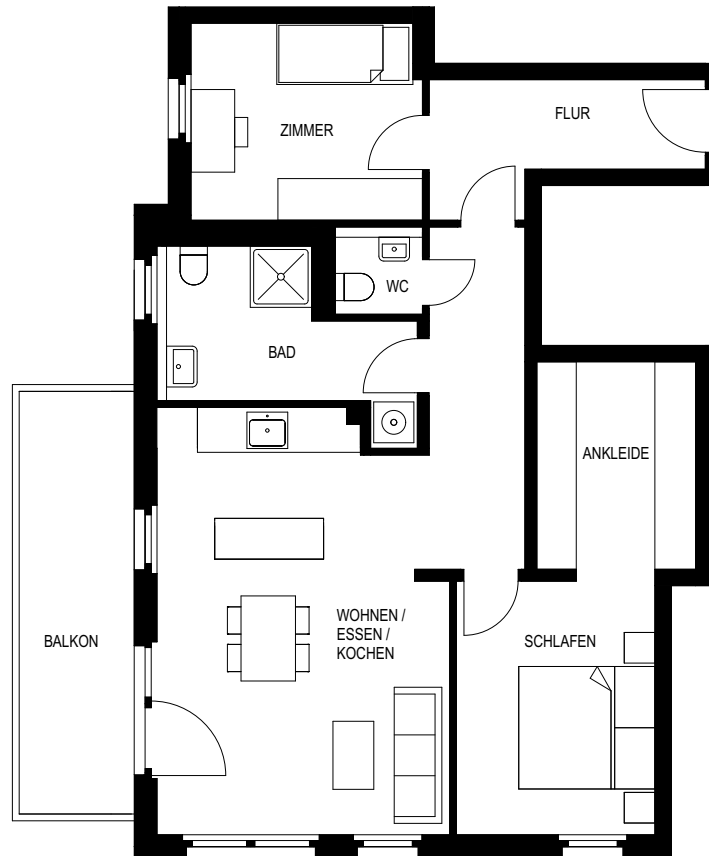 FLUR
ZIMMER
WC
BAD
ANKLEIDE
WOHNEN /
ESSEN /
KOCHEN
BALKON
SCHLAFEN